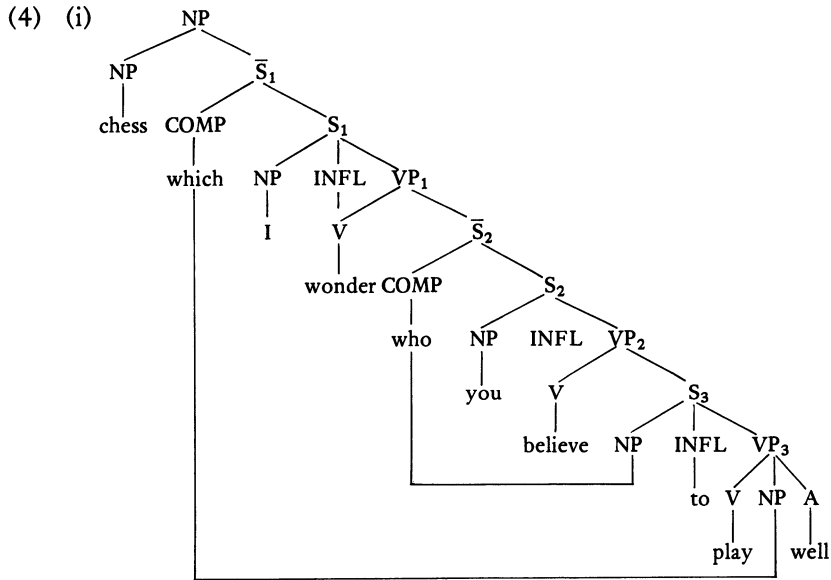 (4) (i) NP
NP S̅₁
chess COMP S₁
which NP INFL VP₁
I V S̅₂
wonder COMP S₂
who NP INFL VP₂
you V S₃
believe NP INFL VP₃
to V NP A
play well